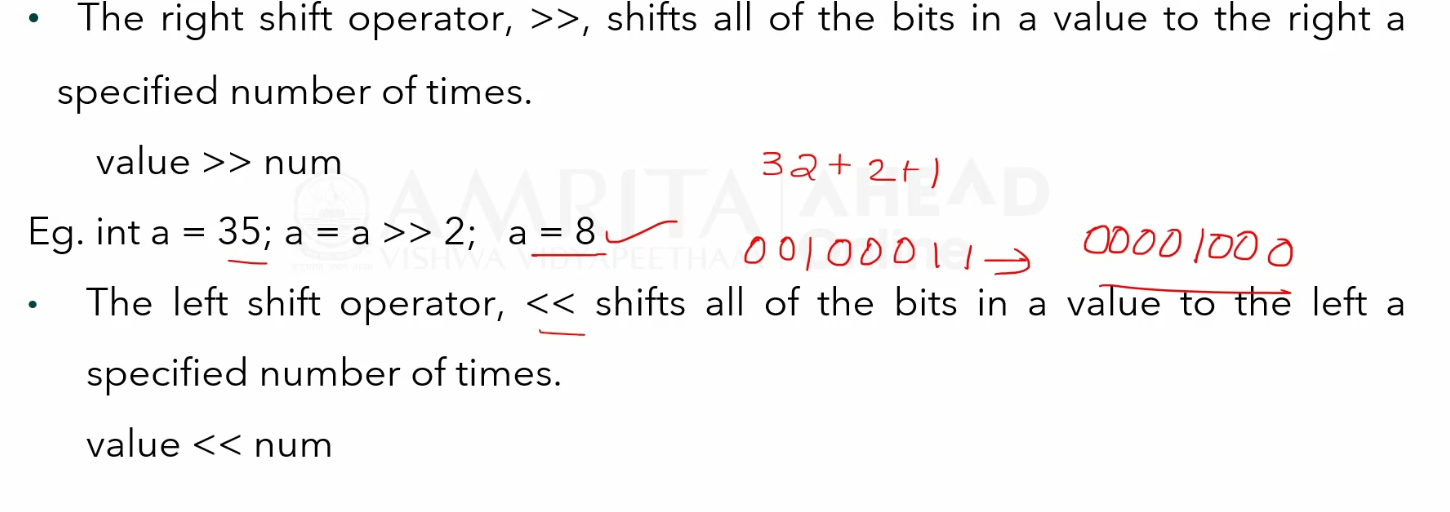 • The right shift operator, >>, shifts all of the bits in a value to the right a
specified number of times.
value >> num
32+2+1
AMRITA AHEAD
Eg. int a = 35; a = a >> 2; a = 8
00100011 → 00001000
VISHWA VIDYAPEETHAM Online
• The left shift operator, << shifts all of the bits in a value to the left a
specified number of times.
value << num